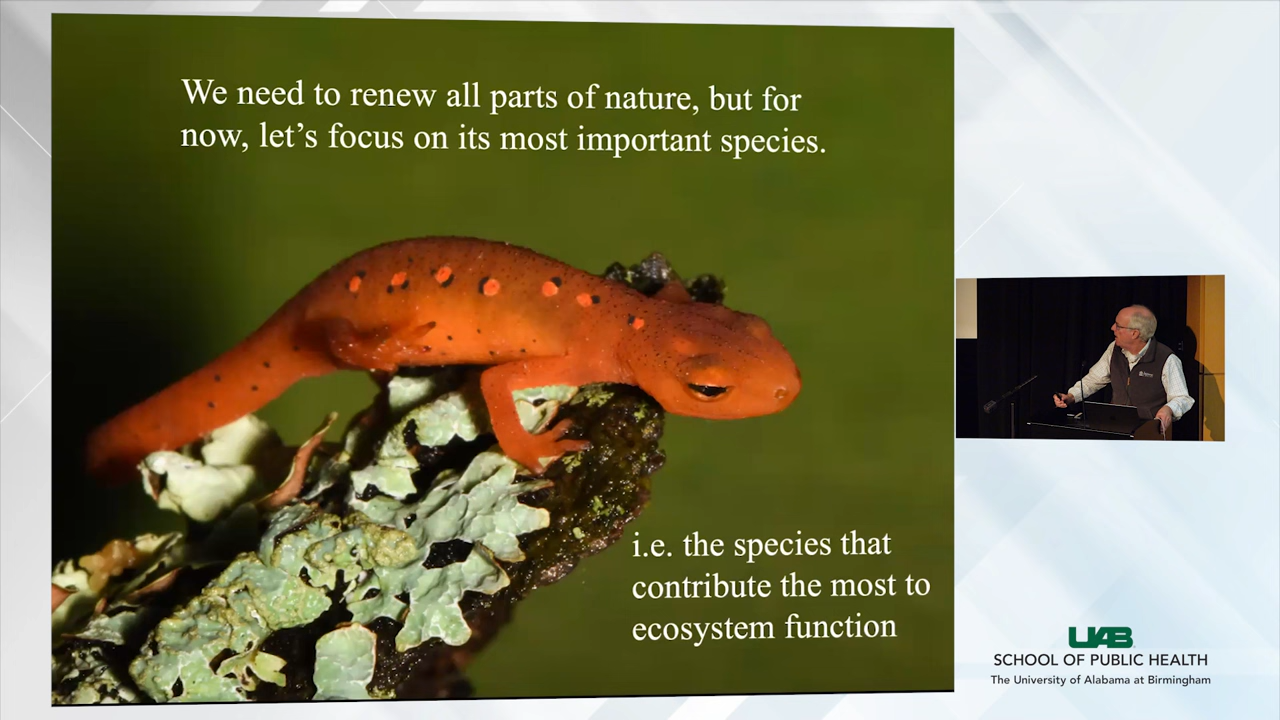 We need to renew all parts of nature, but for
now, let's focus on its most important species.
i.e. the species that
contribute the most to
ecosystem function
UAB
SCHOOL OF PUBLIC HEALTH
The University of Alabama at Birmingham